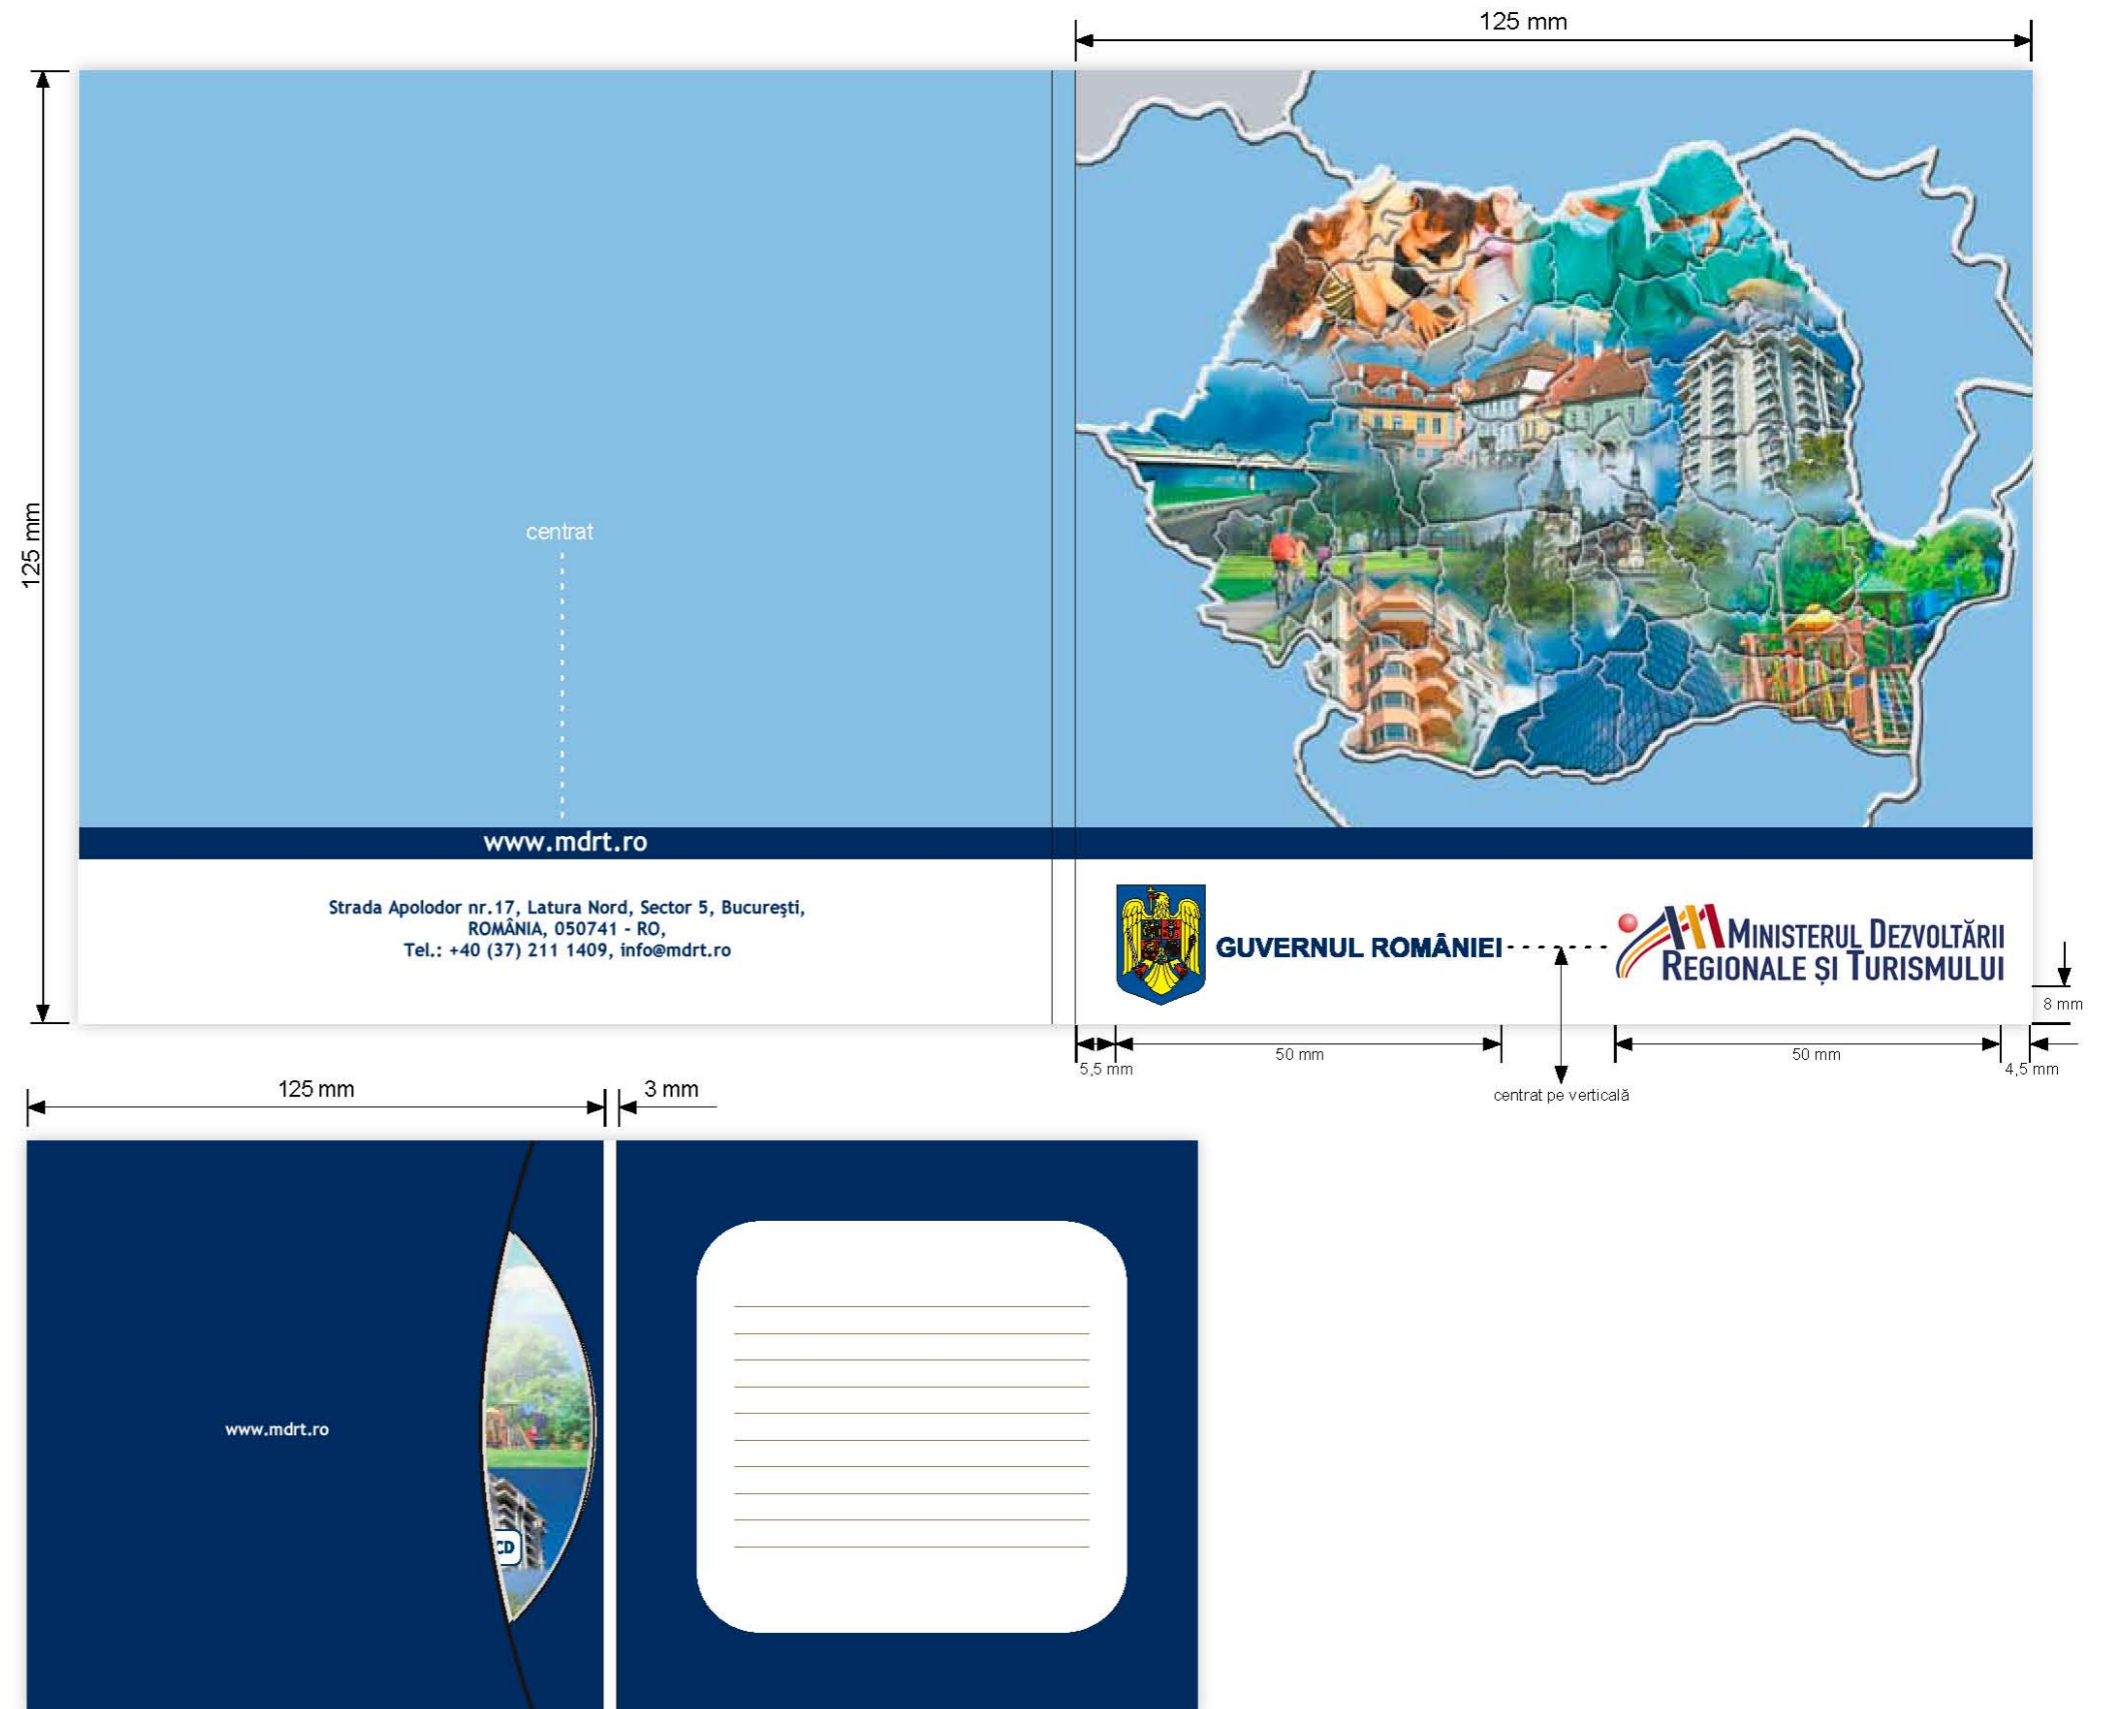 125 mm
125 mm
centrat
www.mdrt.ro
Strada Apolodor nr.17, Latura Nord, Sector 5, Bucureşti,
ROMÂNIA, 050741 - RO,
Tel.: +40 (37) 211 1409, info@mdrt.ro
GUVERNUL ROMÂNIEI
MINISTERUL DEZVOLTĂRII
REGIONALE ȘI TURISMULUI
8 mm
5,5 mm
50 mm
50 mm
4,5 mm
centrat pe verticală
125 mm
3 mm
www.mdrt.ro
CD